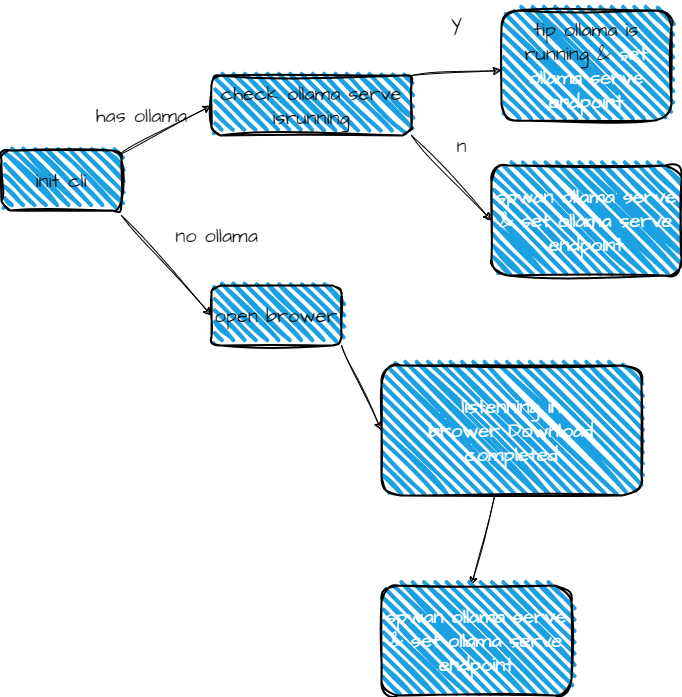 y
tip ollama is
running & set
ollama serve
endpoint
check ollama serve
isrunning
has ollama
n
init cli
spwan ollama serve
& set ollama serve
endpoint
no ollama
open brower
listenning in
brower Download
completed
spwan ollama serve
& set ollama serve
endpoint